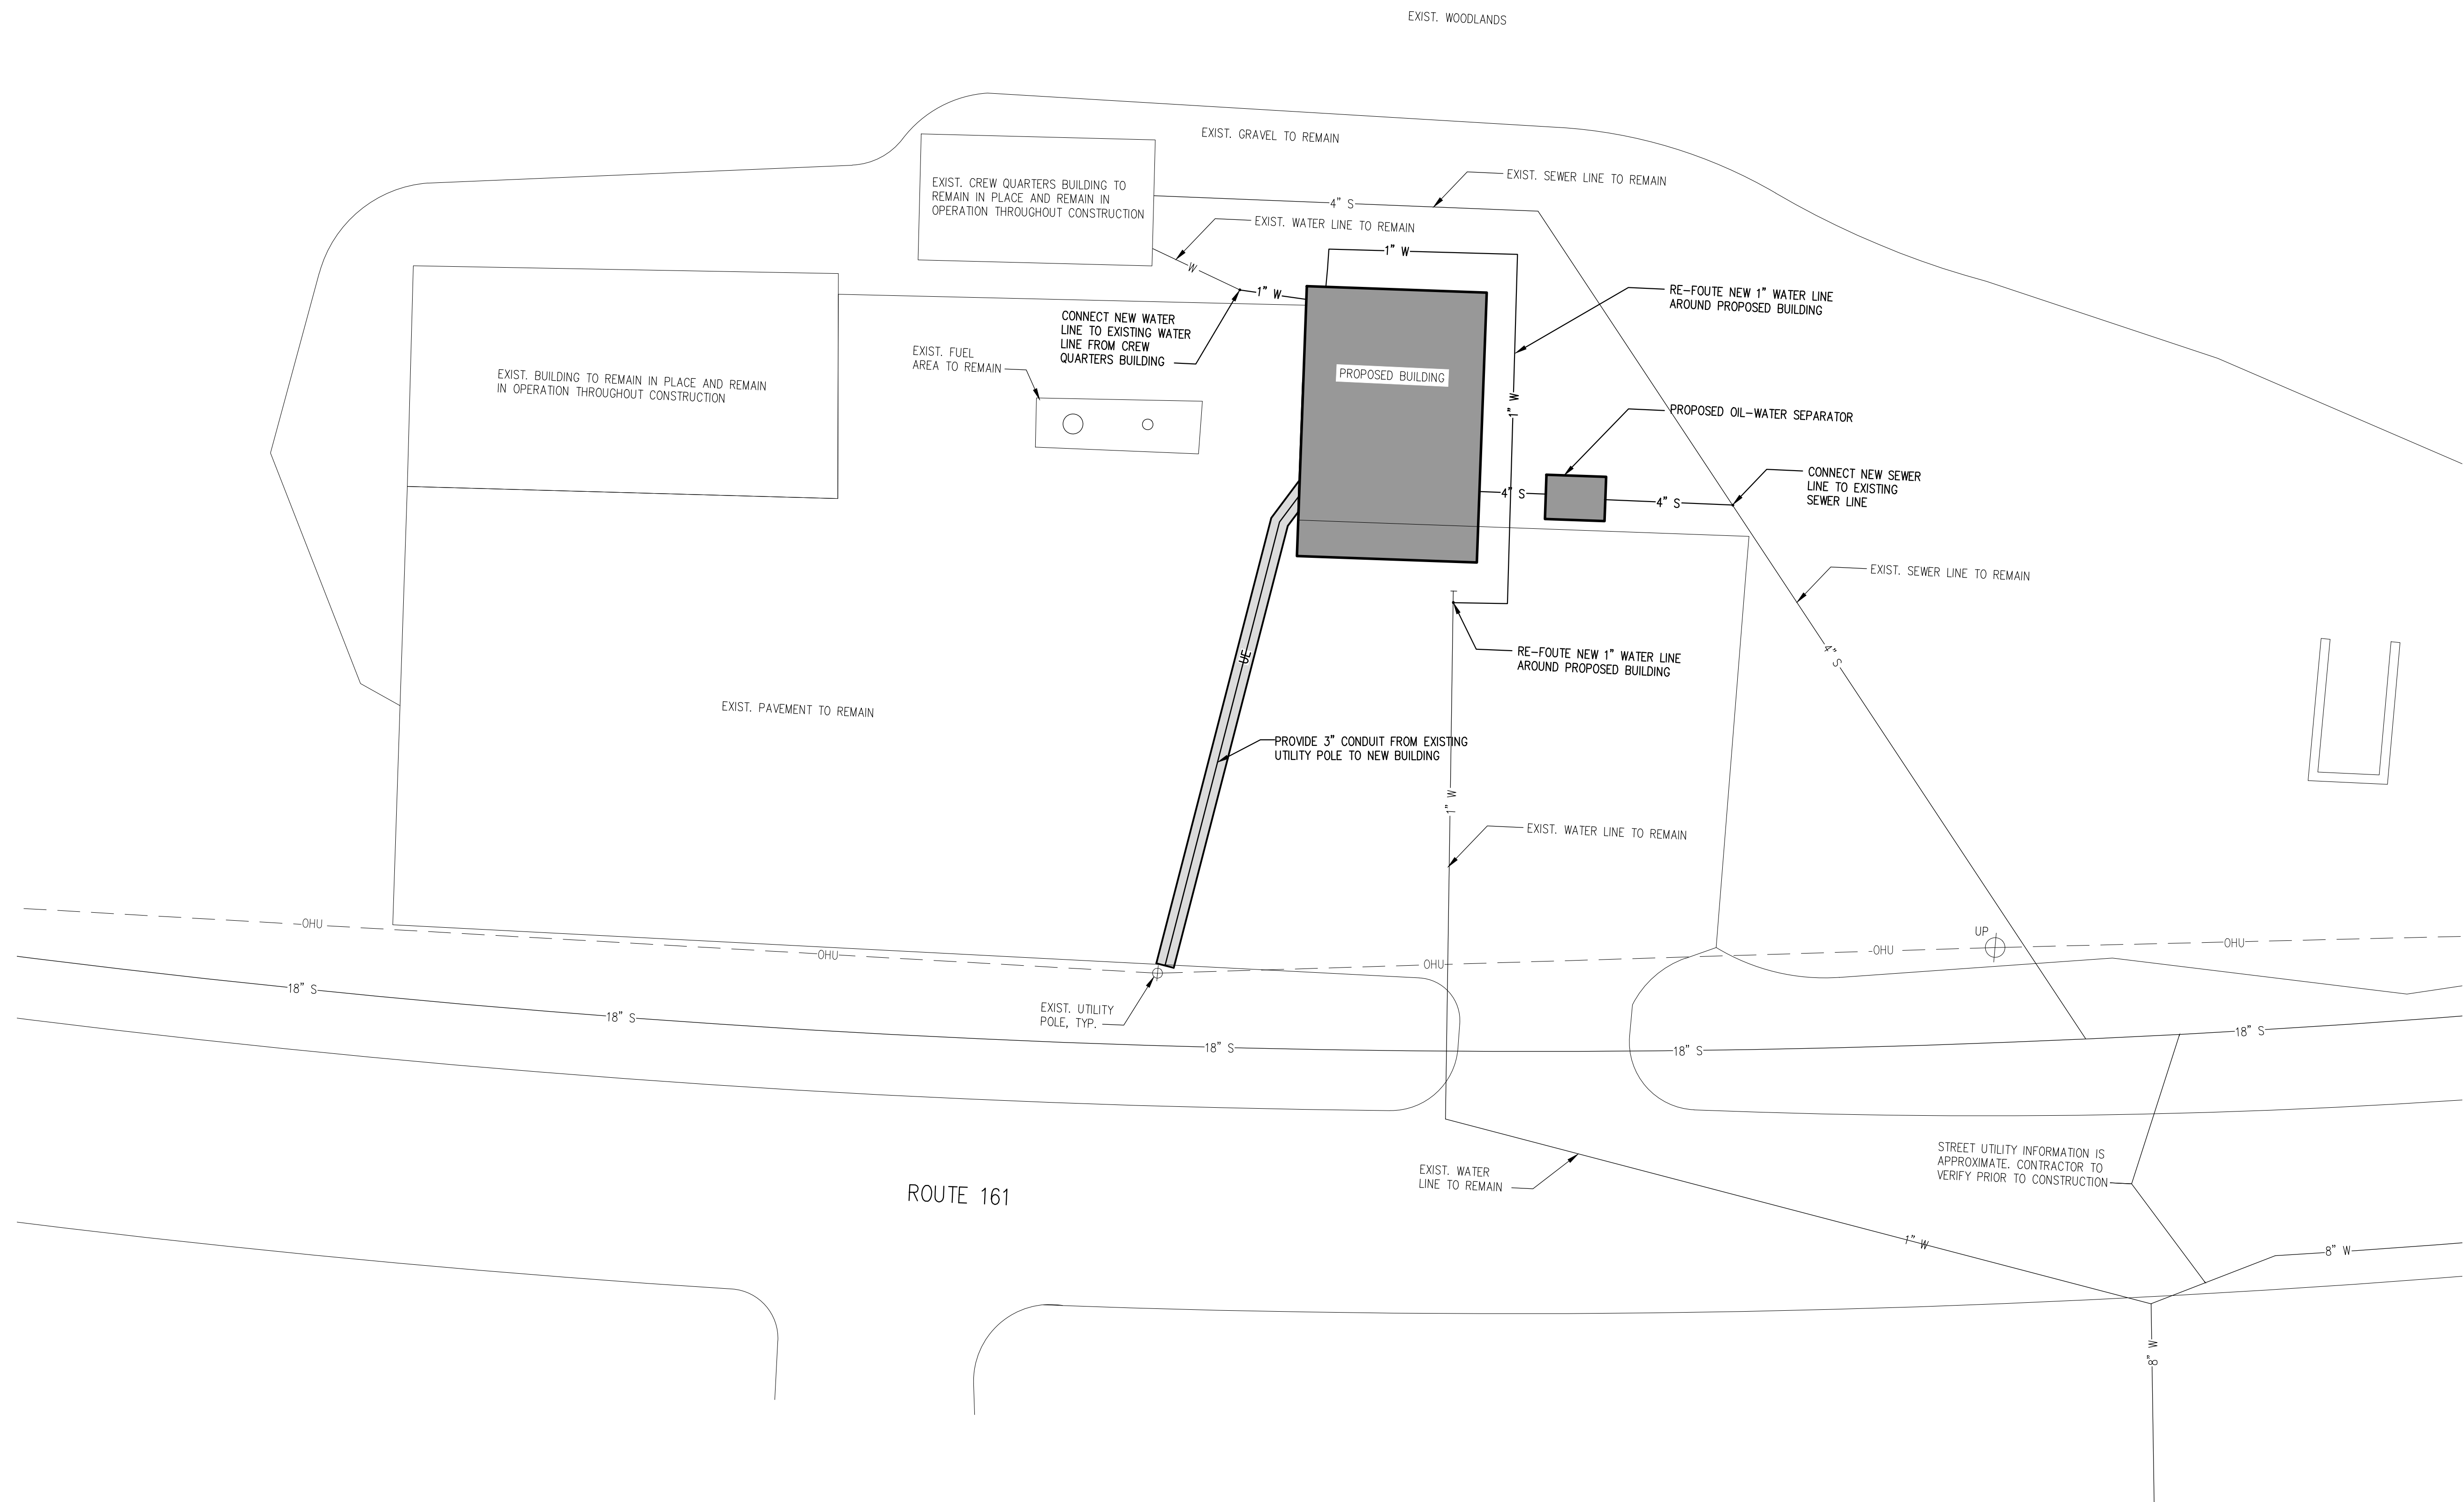 EXIST. WOODLANDS
EXIST. GRAVEL TO REMAIN
EXIST. CREW QUARTERS BUILDING TO
REMAIN IN PLACE AND REMAIN IN
OPERATION THROUGHOUT CONSTRUCTION
4" S
EXIST. SEWER LINE TO REMAIN
EXIST. WATER LINE TO REMAIN
W
1" W
1" W
RE-FOUTE NEW 1" WATER LINE
AROUND PROPOSED BUILDING
CONNECT NEW WATER
LINE TO EXISTING WATER
LINE FROM CREW
QUARTERS BUILDING
EXIST. FUEL
AREA TO REMAIN
EXIST. BUILDING TO REMAIN IN PLACE AND REMAIN
IN OPERATION THROUGHOUT CONSTRUCTION
PROPOSED BUILDING
1" W
PROPOSED OIL-WATER SEPARATOR
4" S
4" S
CONNECT NEW SEWER
LINE TO EXISTING
SEWER LINE
EXIST. SEWER LINE TO REMAIN
4" S
UE
RE-FOUTE NEW 1" WATER LINE
AROUND PROPOSED BUILDING
EXIST. PAVEMENT TO REMAIN
PROVIDE 3" CONDUIT FROM EXISTING
UTILITY POLE TO NEW BUILDING
1" W
EXIST. WATER LINE TO REMAIN
OHU
OHU
OHU
OHU
UP
OHU
18" S
18" S
18" S
18" S
18" S
EXIST. UTILITY
POLE, TYP.
STREET UTILITY INFORMATION IS
APPROXIMATE. CONTRACTOR TO
VERIFY PRIOR TO CONSTRUCTION
EXIST. WATER
LINE TO REMAIN
ROUTE 161
1" W
8" W
8" W